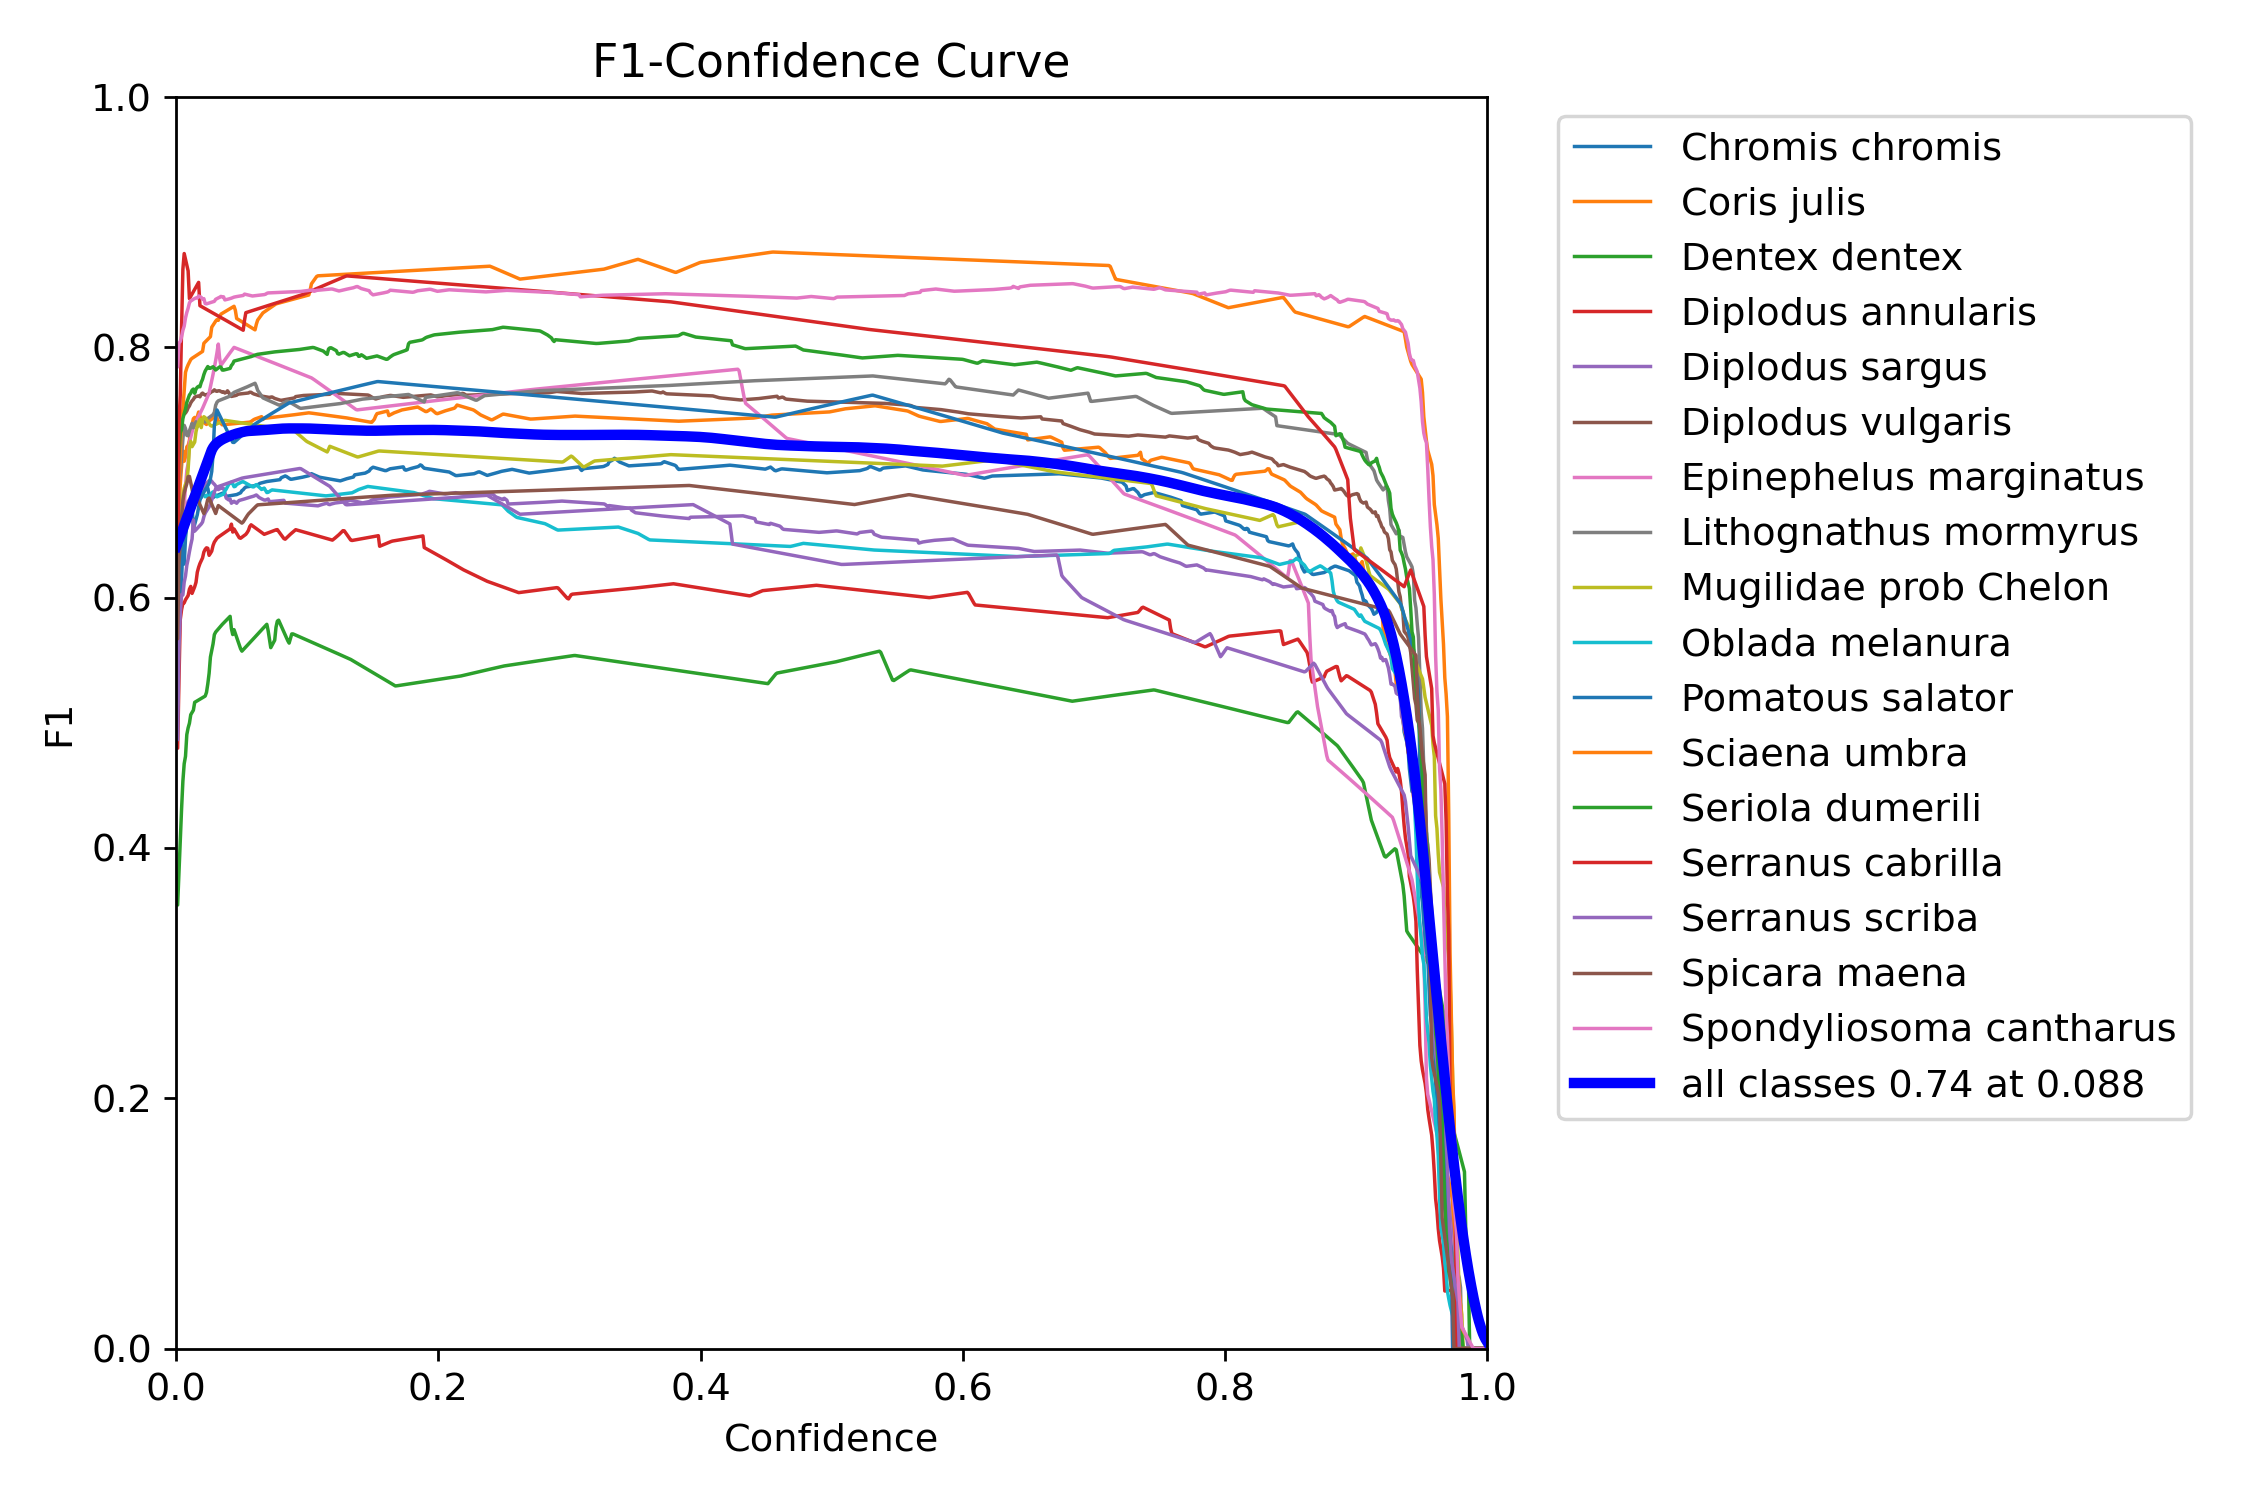 F1-Confidence Curve
1.0
0.8
0.6
0.4
0.2
0.0
F1
0.0 0.2 0.4 0.6 0.8 1.0
Confidence
Chromis chromis
Coris julis
Dentex dentex
Diplodus annularis
Diplodus sargus
Diplodus vulgaris
Epinephelus marginatus
Lithognathus mormyrus
Mugilidae prob Chelon
Oblada melanura
Pomatous salator
Sciaena umbra
Seriola dumerili
Serranus cabrilla
Serranus scriba
Spicara maena
Spondyliosoma cantharus
all classes 0.74 at 0.088